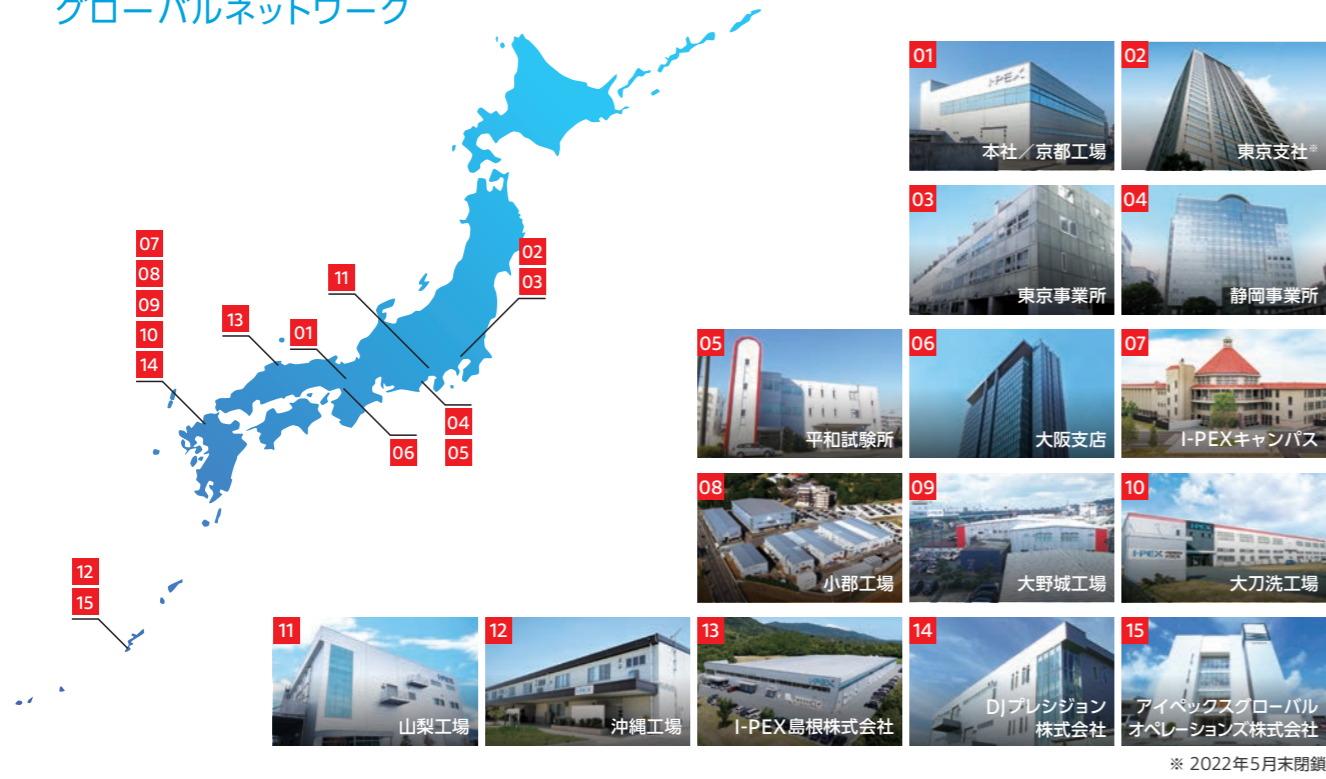 グローバルネットワーク
01
本社／京都工場
I-PEX
02
東京支社※
03
東京事業所
04
静岡事業所
05
平和試験所
06
大阪支店
07
I-PEXキャンパス
08
小郡工場
09
大野城工場
10
大刀洗工場
I-PEX
I-PEX
11
山梨工場
I-PEX
12
沖縄工場
I-PEX
13
I-PEX島根株式会社
I-PEX
14
DJプレシジョン
株式会社
15
アイペックスグローバル
オペレーションズ株式会社
07
08
09
10
14
13
01
11
02
03
04
05
06
12
15
※ 2022年5月末閉鎖